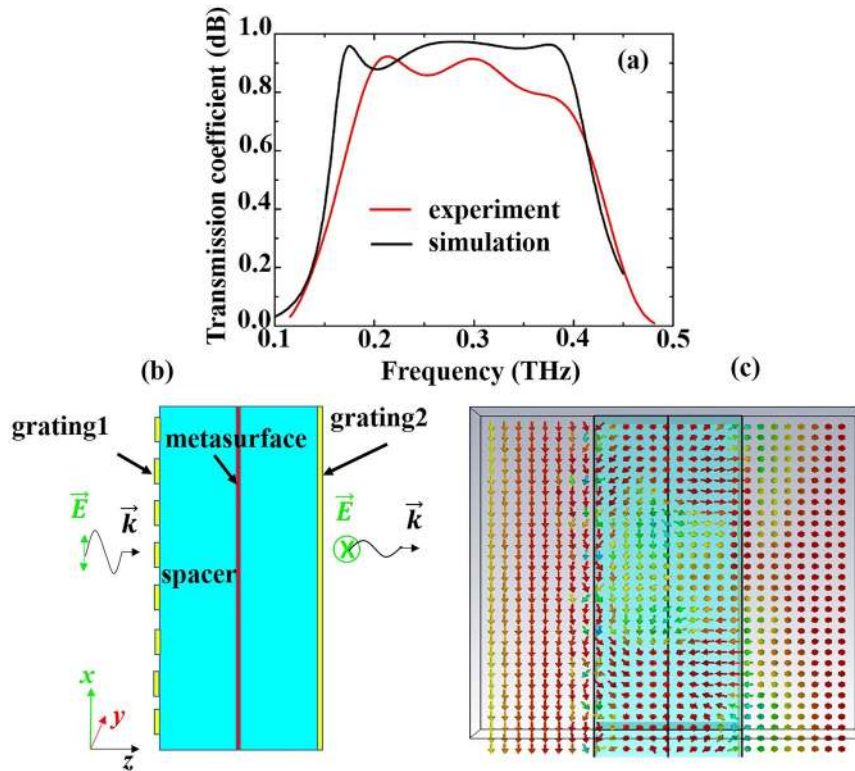 Transmission coefficient (dB)
1.0
0.8
0.6
0.4
0.2
0.0
(a)
experiment
simulation
0.1 0.2 0.3 0.4 0.5
Frequency (THz)
(b)
(c)
grating1
metasurface
grating2
E
k
E
k
spacer
x
y
z